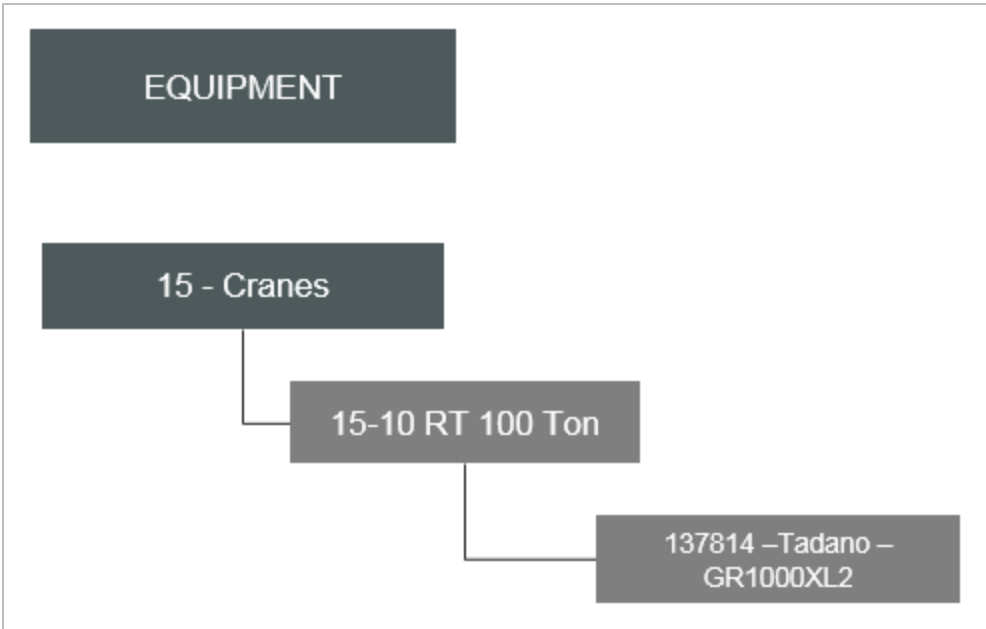 EQUIPMENT
15 - Cranes
15-10 RT 100 Ton
137814 –Tadano –
GR1000XL2